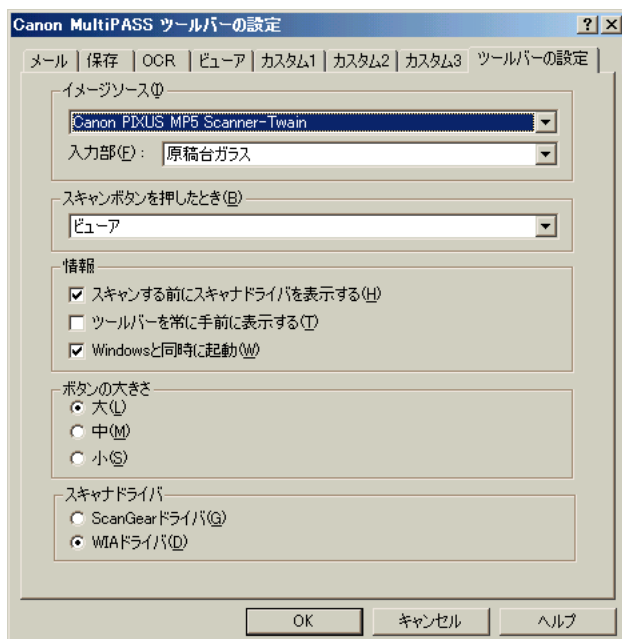 Canon MultiPASS ツールバーの設定
メール 保存 OCR ビューア カスタム1 カスタム2 カスタム3 ツールバーの設定
イメージソース(I)
Canon PIXUS MP5 Scanner-Twain
入力部(F)： 原稿台ガラス
スキャンボタンを押したとき(B)
ビューア
情報
スキャンする前にスキャナドライバを表示する(H)
ツールバーを常に手前に表示する(T)
Windowsと同時に起動(W)
ボタンの大きさ
大(L)
中(M)
小(S)
スキャナドライバ
ScanGearドライバ(G)
WIAドライバ(D)
OK キャンセル ヘルプ